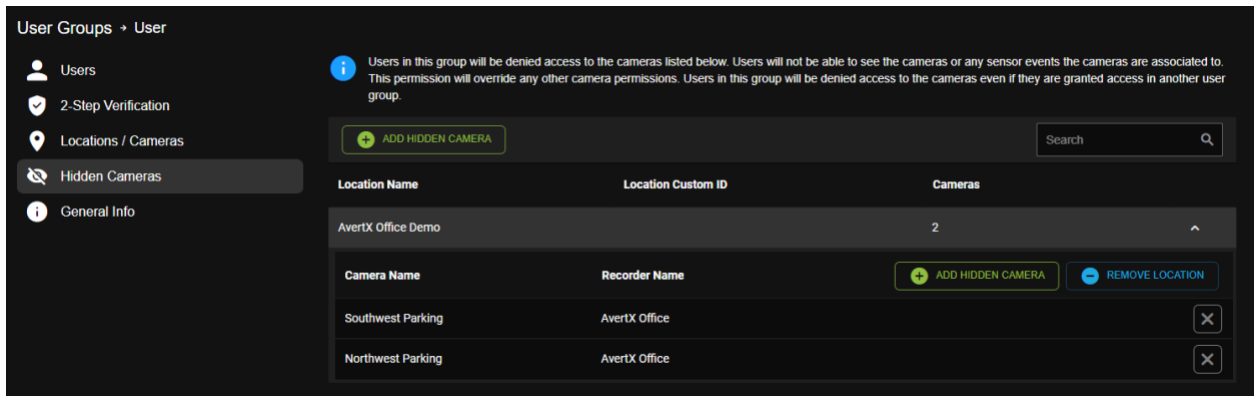 User Groups → User
Users
2-Step Verification
Locations / Cameras
Hidden Cameras
General Info
Users in this group will be denied access to the cameras listed below. Users will not be able to see the cameras or any sensor events the cameras are associated to.
This permission will override any other camera permissions. Users in this group will be denied access to the cameras even if they are granted access in another user
group.
ADD HIDDEN CAMERA
Search
Location Name Location Custom ID Cameras
AvertX Office Demo 2
Camera Name Recorder Name ADD HIDDEN CAMERA REMOVE LOCATION
Southwest Parking AvertX Office
Northwest Parking AvertX Office